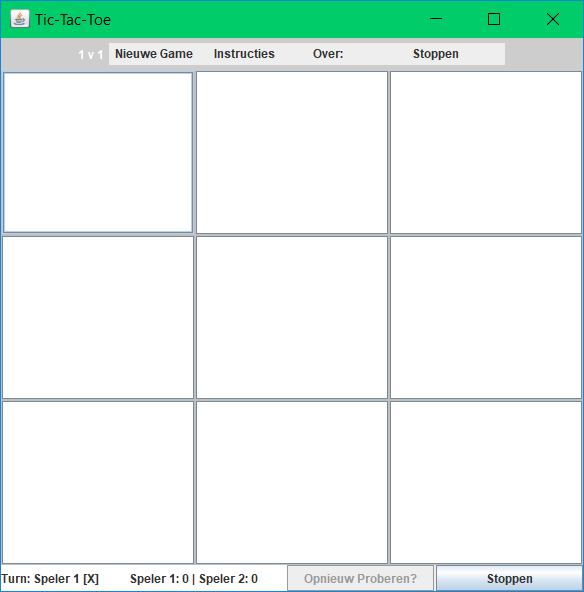 Tic-Tac-Toe
1 v 1 Nieuwe Game Instructies Over: Stoppen
Turn: Speler 1 [X] Speler 1: 0 | Speler 2: 0 Opnieuw Proberen? Stoppen